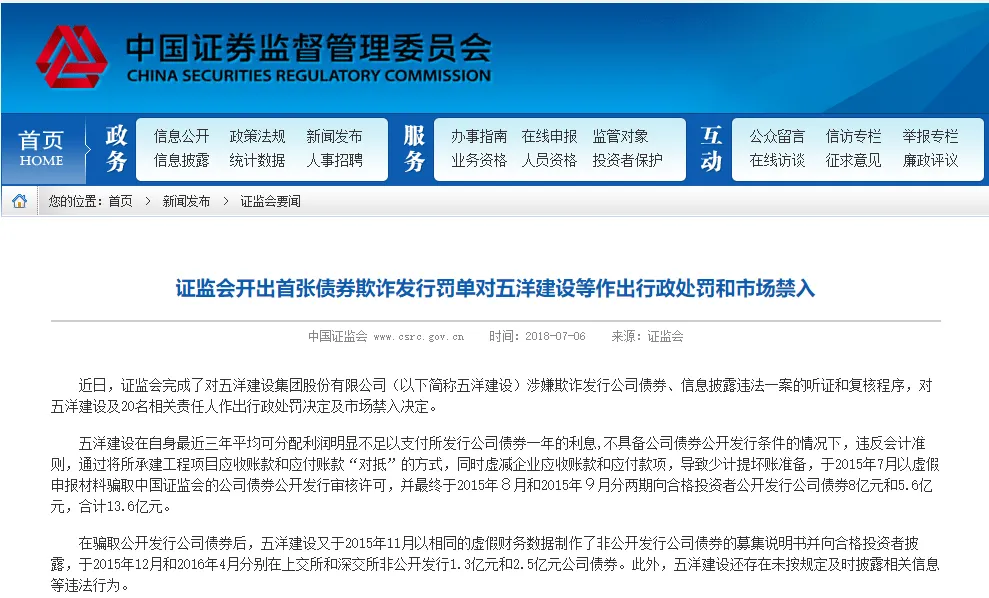 中国证券监督管理委员会
CHINA SECURITIES REGULATORY COMMISSION
首页
HOME
政务
信息公开 政策法规 新闻发布
信息披露 统计数据 人事招聘
服务
办事指南 在线申报 监管对象
业务资格 人员资格 投资者保护
互动
公众留言 信访专栏 举报专栏
在线访谈 征求意见 廉政评议
您的位置：首页 > 新闻发布 > 证监会要闻
证监会开出首张债券欺诈发行罚单对五洋建设等作出行政处罚和市场禁入
中国证监会 www.csrc.gov.cn 时间：2018-07-06 来源：证监会
近日，证监会完成了对五洋建设集团股份有限公司（以下简称五洋建设）涉嫌欺诈发行公司债券、信息披露违法一案的听证和复核程序，对
五洋建设及20名相关责任人作出行政处罚决定及市场禁入决定。
五洋建设在自身最近三年平均可分配利润明显不足以支付所发行公司债券一年的利息,不具备公司债券公开发行条件的情况下，违反会计准
则，通过将所承建工程项目应收账款和应付账款“对抵”的方式，同时虚减企业应收账款和应付款项，导致少计提坏账准备，于2015年7月以虚假
申报材料骗取中国证监会的公司债券公开发行审核许可，并最终于2015年８月和2015年９月分两期向合格投资者公开发行公司债券8亿元和5.6亿
元，合计13.6亿元。
在骗取公开发行公司债券后，五洋建设又于2015年11月以相同的虚假财务数据制作了非公开发行公司债券的募集说明书并向合格投资者披
露，于2015年12月和2016年4月分别在上交所和深交所非公开发行1.3亿元和2.5亿元公司债券。此外，五洋建设还存在未按规定及时披露相关信息
等违法行为。